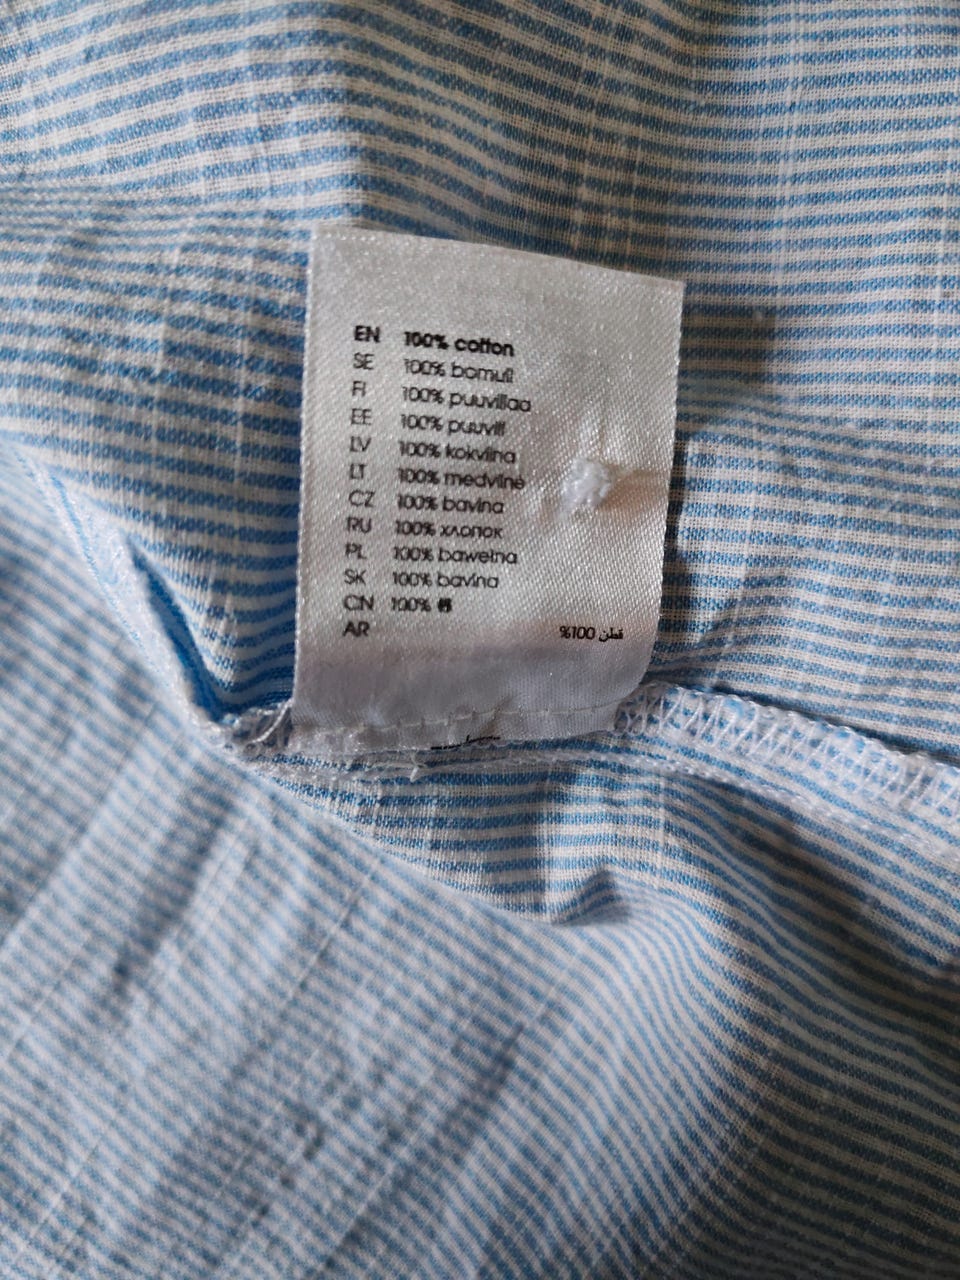 EN 100% cotton
SE 100% bomull
FI 100% puuvillaa
EE 100% puuvill
LV 100% kokvilna
LT 100% medvilnė
CZ 100% bavlna
RU 100% хлопок
PL 100% bawełna
SK 100% bavlna
CN 100% 棉
AR قطن 100%